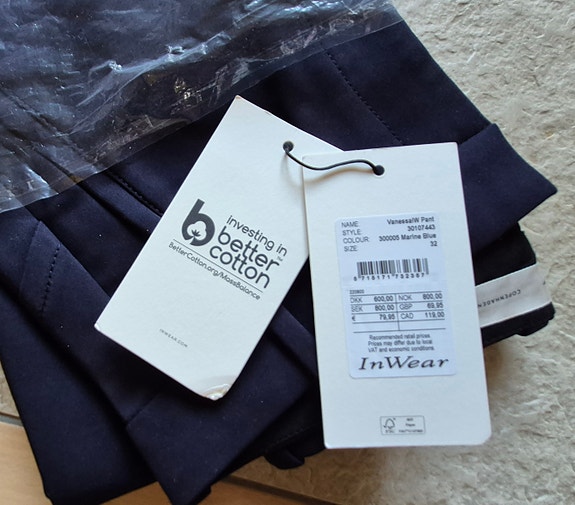 investing in
better
cotton
BetterCotton.org/MassBalance
INWEAR.COM
NAME: VanessaIW Pant
STYLE: 30107443
COLOUR: 300005 Marine Blue
SIZE: 32
DKK 600,00 NOK 800,00
SEK 800,00 GBP 69,95
€ 79,95 CAD 119,00
Recommended retail prices.
Prices may differ due to local
VAT and economic conditions
InWear
COPENHAGEN